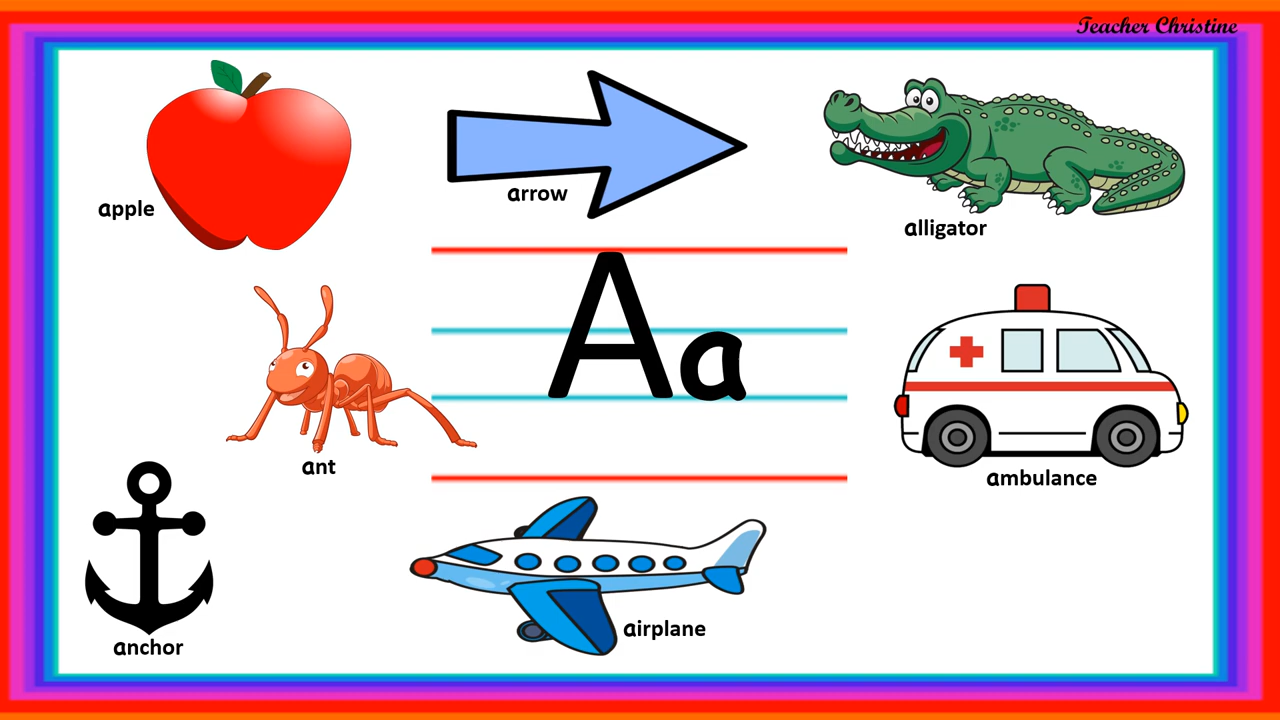 Teacher Christine
apple
arrow
alligator
Aa
ant
ambulance
anchor
airplane